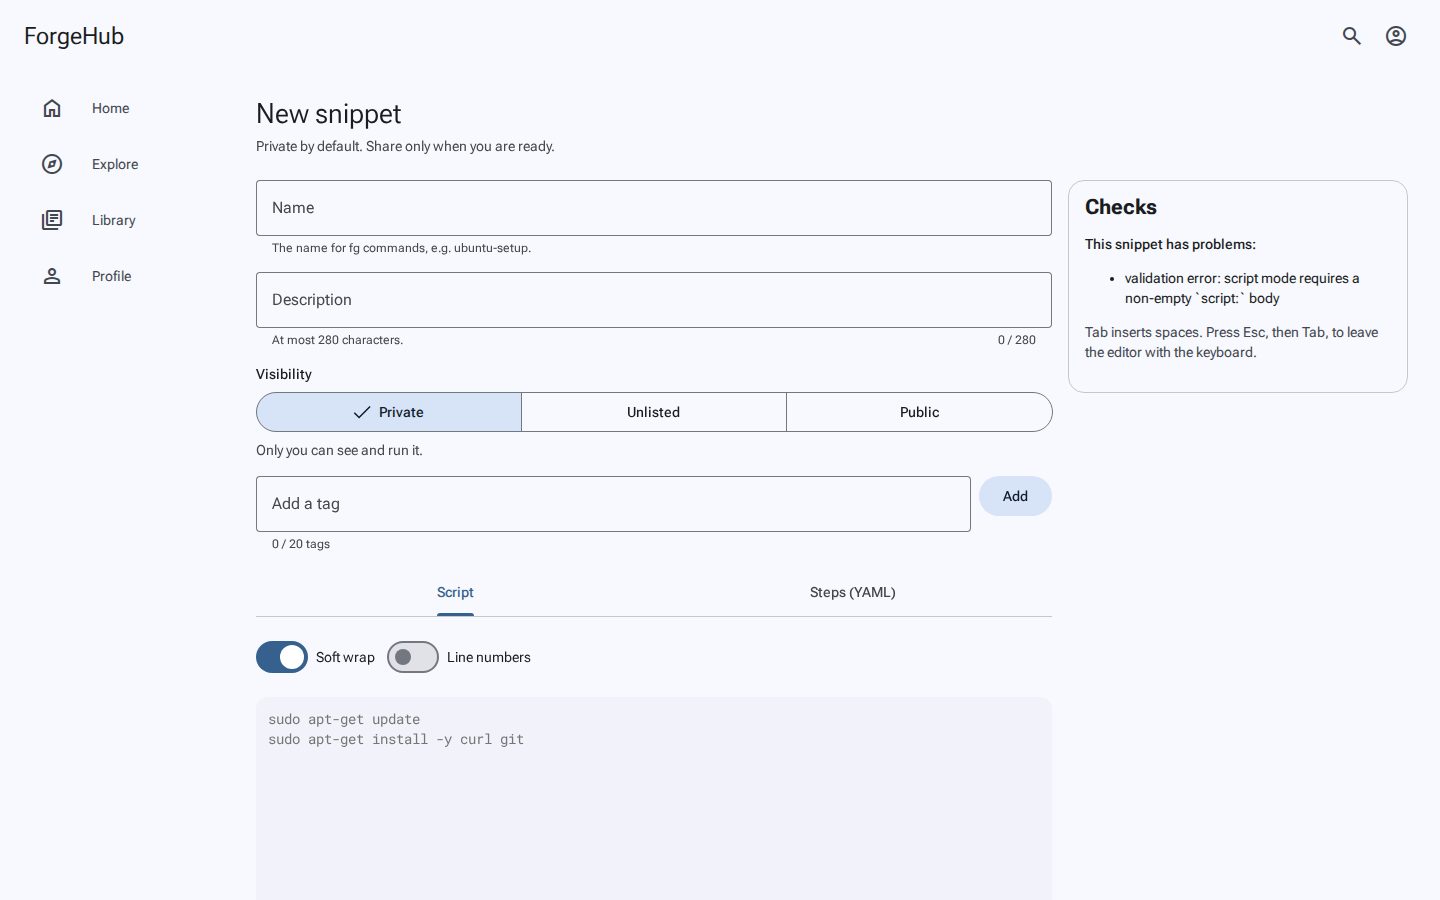 ForgeHub
Home
Explore
Library
Profile
New snippet
Private by default. Share only when you are ready.
Name
The name for fg commands, e.g. ubuntu-setup.
Description
At most 280 characters.
0 / 280
Visibility
Private
Unlisted
Public
Only you can see and run it.
Add a tag
Add
0 / 20 tags
Script
Steps (YAML)
Soft wrap
Line numbers
sudo apt-get update
sudo apt-get install -y curl git
Checks
This snippet has problems:
• validation error: script mode requires a
non-empty `script:` body
Tab inserts spaces. Press Esc, then Tab, to leave
the editor with the keyboard.